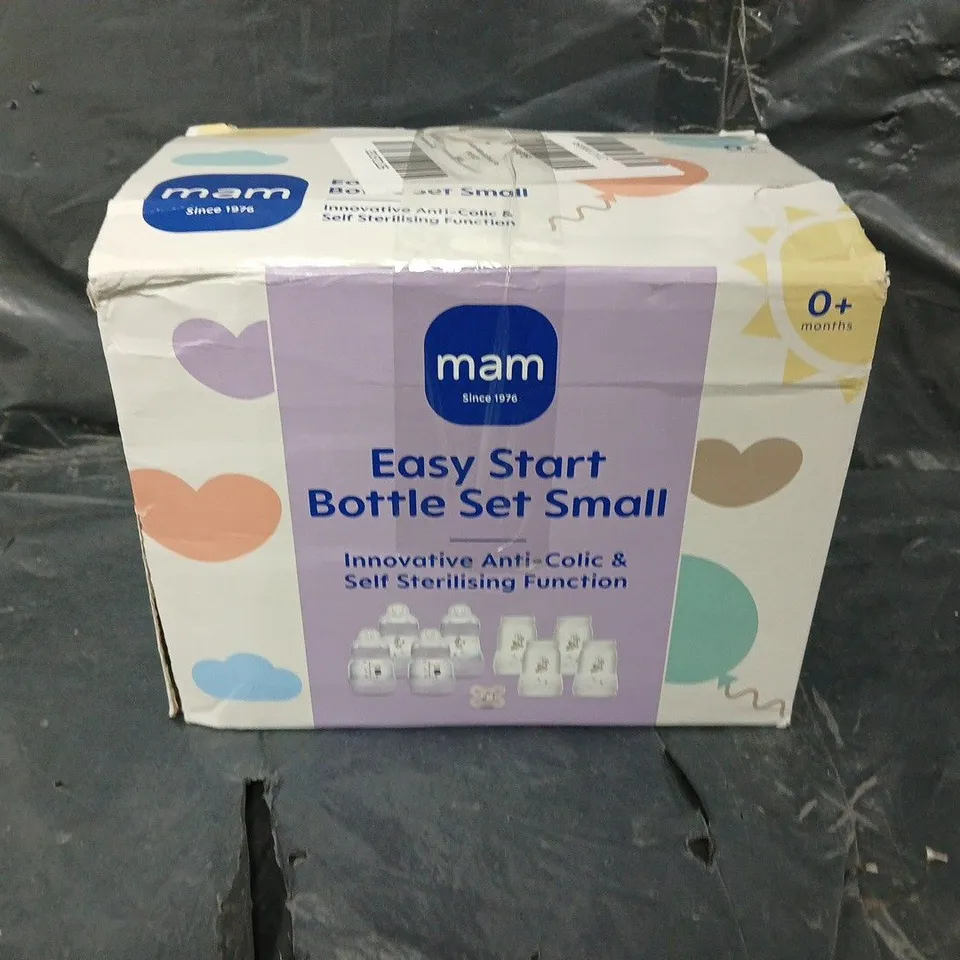 mam
Since 1976
Set Small
Innovative Anti-Colic &
Self Sterilising Function
0+
months
mam
Since 1976
Easy Start
Bottle Set Small
Innovative Anti-Colic &
Self Sterilising Function